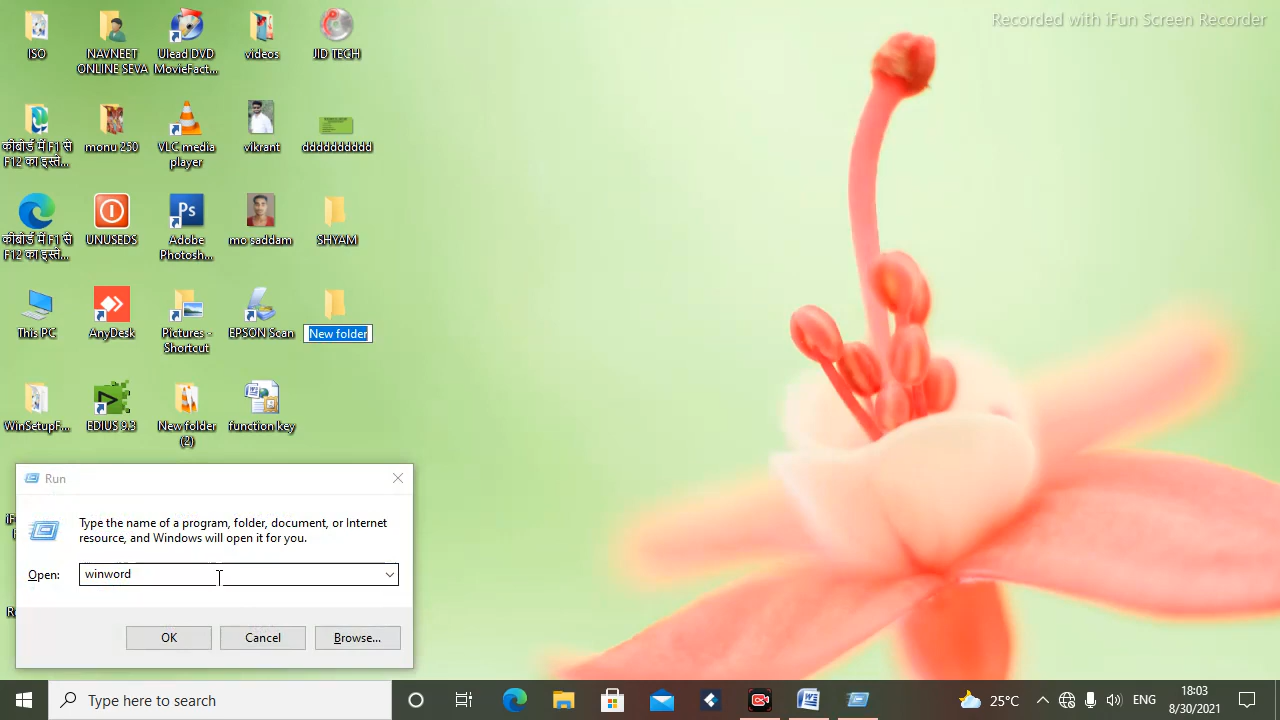 Recorded with iFun Screen Recorder
ISO
NAVNEET
ONLINE SEVA
Ulead DVD
MovieFact...
videos
JID TECH
कीबोर्ड में F1 से
F12 का इस्ते...
monu 250
VLC media
player
vikrant
dddddddddd
कीबोर्ड में F1 से
F12 का इस्ते...
UNUSEDS
Adobe
Photosh...
mo saddam
SHYAM
This PC
AnyDesk
Pictures -
Shortcut
EPSON Scan
New folder
WinSetupF...
EDIUS 9.3
New folder
(2)
function key
Run
Type the name of a program, folder, document, or Internet
resource, and Windows will open it for you.
Open:
winword
OK
Cancel
Browse...
Type here to search
25°C
ENG
18:03
8/30/2021